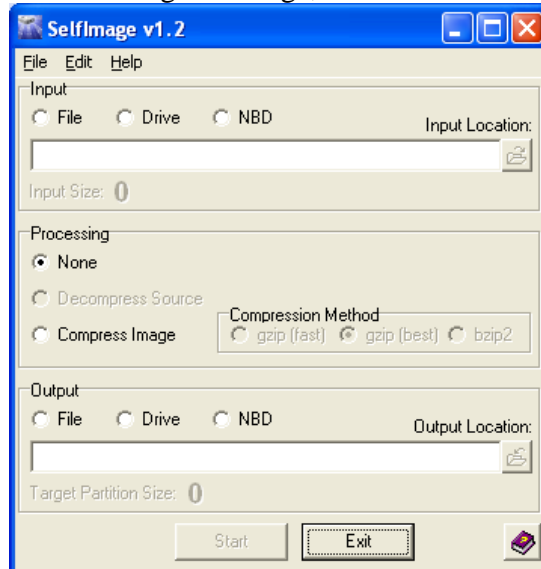 SelfImage v1.2
File Edit Help
Input
File Drive NBD
Input Location:
Input Size: 0
Processing
None
Decompress Source
Compression Method
Compress Image gzip (fast) gzip (best) bzip2
Output
File Drive NBD
Output Location:
Target Partition Size: 0
Start Exit